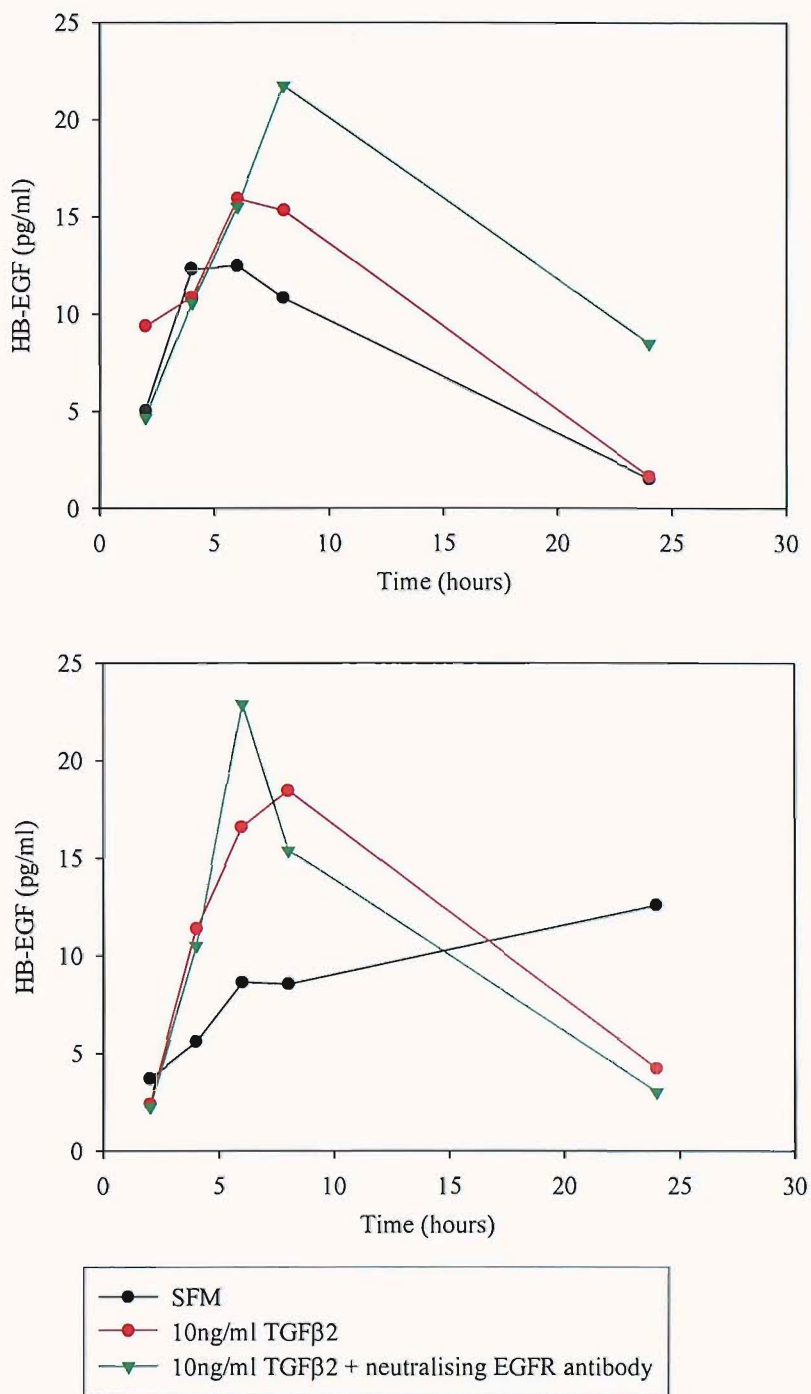 25
20
15
10
5
0
HB-EGF (pg/ml)
0 5 10 15 20 25 30
Time (hours)
25
20
15
10
5
0
HB-EGF (pg/ml)
0 5 10 15 20 25 30
Time (hours)
SFM
10ng/ml TGFβ2
10ng/ml TGFβ2 + neutralising EGFR antibody